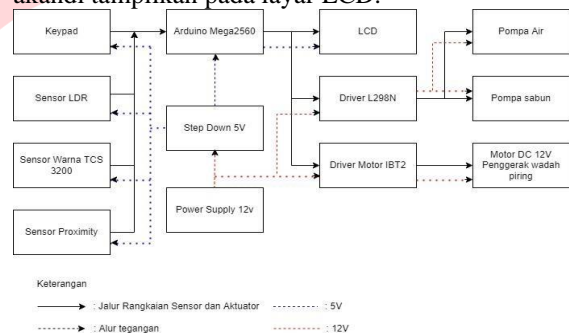 akandi tampilkan pada layar LCD.
Keypad
Arduino Mega2560
LCD
Pompa Air
Sensor LDR
Driver L298N
Pompa sabun
Step Down 5V
Sensor Warna TCS
3200
Driver Motor IBT2
Motor DC 12V
Penggerak wadah
piring
Power Supply 12v
Sensor Proximity
Keterangan
: Jalur Rangkaian Sensor dan Aktuator
: 5V
: Alur tegangan
: 12V